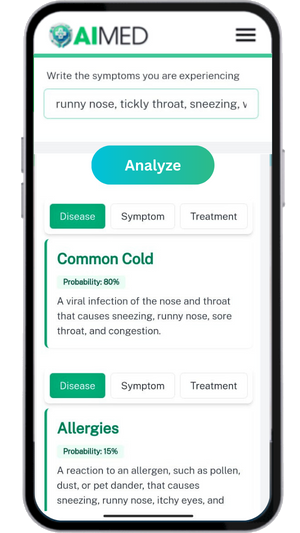 AIMED
Write the symptoms you are experiencing
runny nose, tickly throat, sneezing,
Analyze
Disease Symptom Treatment
Common Cold
Probability: 80%
A viral infection of the nose and throat
that causes sneezing, runny nose, sore
throat, and congestion.
Disease Symptom Treatment
Allergies
Probability: 15%
A reaction to an allergen, such as pollen,
dust, or pet dander, that causes
sneezing, runny nose, itchy eyes, and